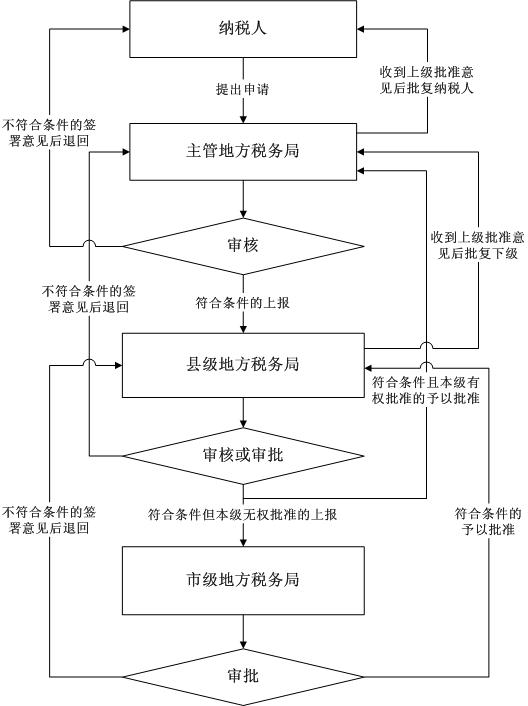 纳税人
提出申请
收到上级批准意
见后批复纳税人
不符合条件的签
署意见后退回
主管地方税务局
审核
收到上级批准意
见后批复下级
不符合条件的签
署意见后退回
符合条件的上报
县级地方税务局
符合条件且本级有
权批准的予以批准
审核或审批
不符合条件的签
署意见后退回
符合条件但本级无权批准的上报
符合条件的
予以批准
市级地方税务局
审批